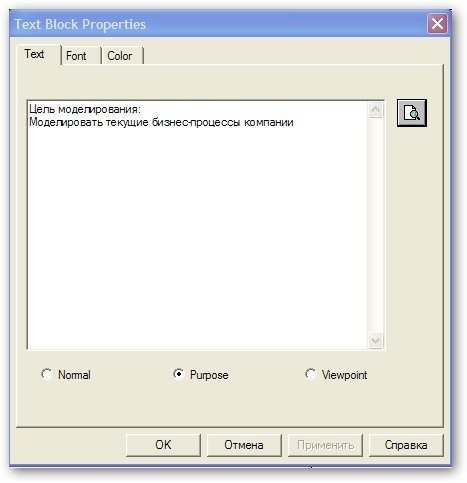 Text Block Properties
Text Font Color
Цель моделирования:
Моделировать текущие бизнес-процессы компании
Normal Purpose Viewpoint
OK Отмена Применить Справка